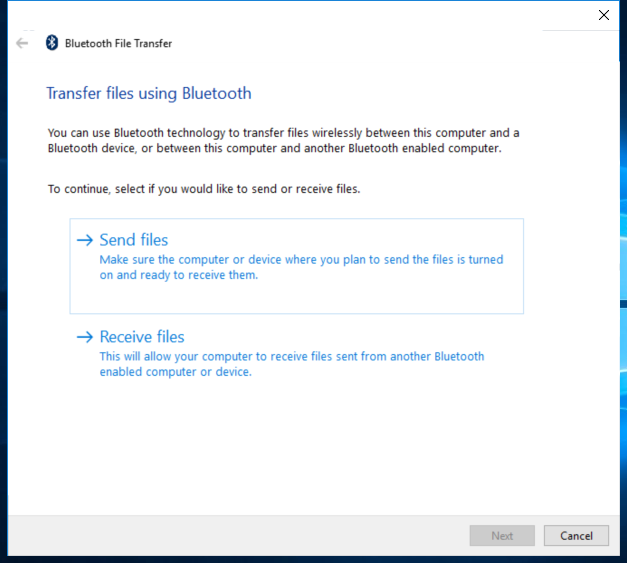 Bluetooth File Transfer
Transfer files using Bluetooth
You can use Bluetooth technology to transfer files wirelessly between this computer and a
Bluetooth device, or between this computer and another Bluetooth enabled computer.
To continue, select if you would like to send or receive files.
Send files
Make sure the computer or device where you plan to send the files is turned
on and ready to receive them.
Receive files
This will allow your computer to receive files sent from another Bluetooth
enabled computer or device.
Next
Cancel